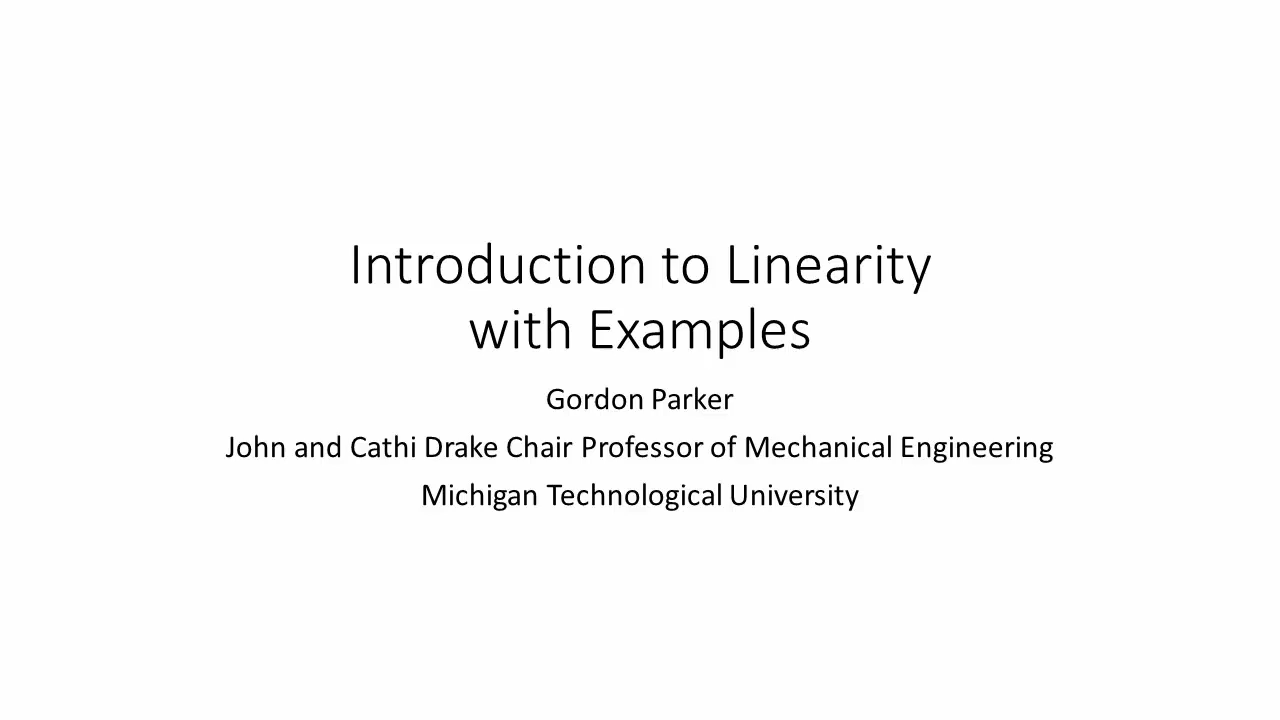 Introduction to Linearity
with Examples
Gordon Parker
John and Cathi Drake Chair Professor of Mechanical Engineering
Michigan Technological University